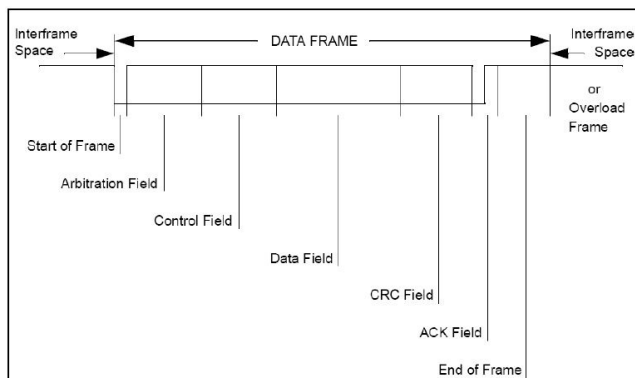 Interframe
Space
DATA FRAME
Interframe
Space
or
Overload
Frame
Start of Frame
Arbitration Field
Control Field
Data Field
CRC Field
ACK Field
End of Frame